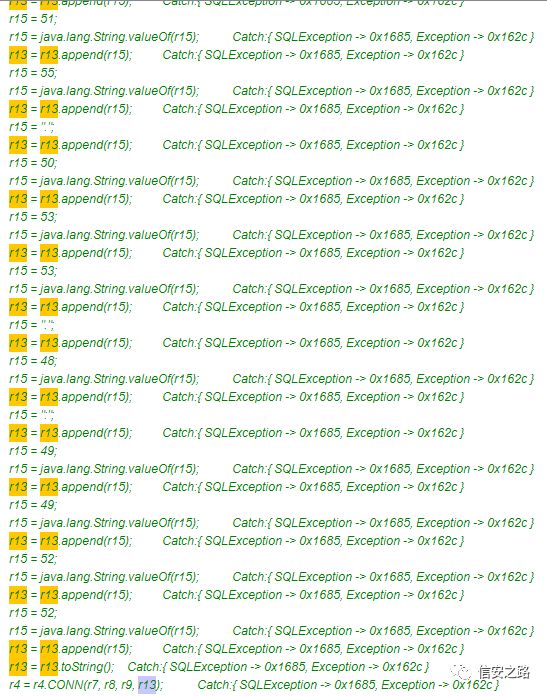 r13 = r13.append(r15); Catch:{ SQLException -> 0x1685, Exception -> 0x162c }
r15 = 51;
r15 = java.lang.String.valueOf(r15); Catch:{ SQLException -> 0x1685, Exception -> 0x162c }
r13 = r13.append(r15); Catch:{ SQLException -> 0x1685, Exception -> 0x162c }
r15 = 55;
r15 = java.lang.String.valueOf(r15); Catch:{ SQLException -> 0x1685, Exception -> 0x162c }
r13 = r13.append(r15); Catch:{ SQLException -> 0x1685, Exception -> 0x162c }
r15 = ".";
r13 = r13.append(r15); Catch:{ SQLException -> 0x1685, Exception -> 0x162c }
r15 = 50;
r15 = java.lang.String.valueOf(r15); Catch:{ SQLException -> 0x1685, Exception -> 0x162c }
r13 = r13.append(r15); Catch:{ SQLException -> 0x1685, Exception -> 0x162c }
r15 = 53;
r15 = java.lang.String.valueOf(r15); Catch:{ SQLException -> 0x1685, Exception -> 0x162c }
r13 = r13.append(r15); Catch:{ SQLException -> 0x1685, Exception -> 0x162c }
r15 = 53;
r15 = java.lang.String.valueOf(r15); Catch:{ SQLException -> 0x1685, Exception -> 0x162c }
r13 = r13.append(r15); Catch:{ SQLException -> 0x1685, Exception -> 0x162c }
r15 = ".";
r13 = r13.append(r15); Catch:{ SQLException -> 0x1685, Exception -> 0x162c }
r15 = 48;
r15 = java.lang.String.valueOf(r15); Catch:{ SQLException -> 0x1685, Exception -> 0x162c }
r13 = r13.append(r15); Catch:{ SQLException -> 0x1685, Exception -> 0x162c }
r15 = ".";
r13 = r13.append(r15); Catch:{ SQLException -> 0x1685, Exception -> 0x162c }
r15 = 49;
r15 = java.lang.String.valueOf(r15); Catch:{ SQLException -> 0x1685, Exception -> 0x162c }
r13 = r13.append(r15); Catch:{ SQLException -> 0x1685, Exception -> 0x162c }
r15 = 49;
r15 = java.lang.String.valueOf(r15); Catch:{ SQLException -> 0x1685, Exception -> 0x162c }
r13 = r13.append(r15); Catch:{ SQLException -> 0x1685, Exception -> 0x162c }
r15 = 52;
r15 = java.lang.String.valueOf(r15); Catch:{ SQLException -> 0x1685, Exception -> 0x162c }
r13 = r13.append(r15); Catch:{ SQLException -> 0x1685, Exception -> 0x162c }
r15 = 52;
r15 = java.lang.String.valueOf(r15); Catch:{ SQLException -> 0x1685, Exception -> 0x162c }
r13 = r13.append(r15); Catch:{ SQLException -> 0x1685, Exception -> 0x162c }
r13 = r13.toString(); Catch:{ SQLException -> 0x1685, Exception -> 0x162c }
r4 = r4.CONN(r7, r8, r9, r13); Catch:{ SQLException -> 0x1685, Exception -> 0x162c }
信安之路